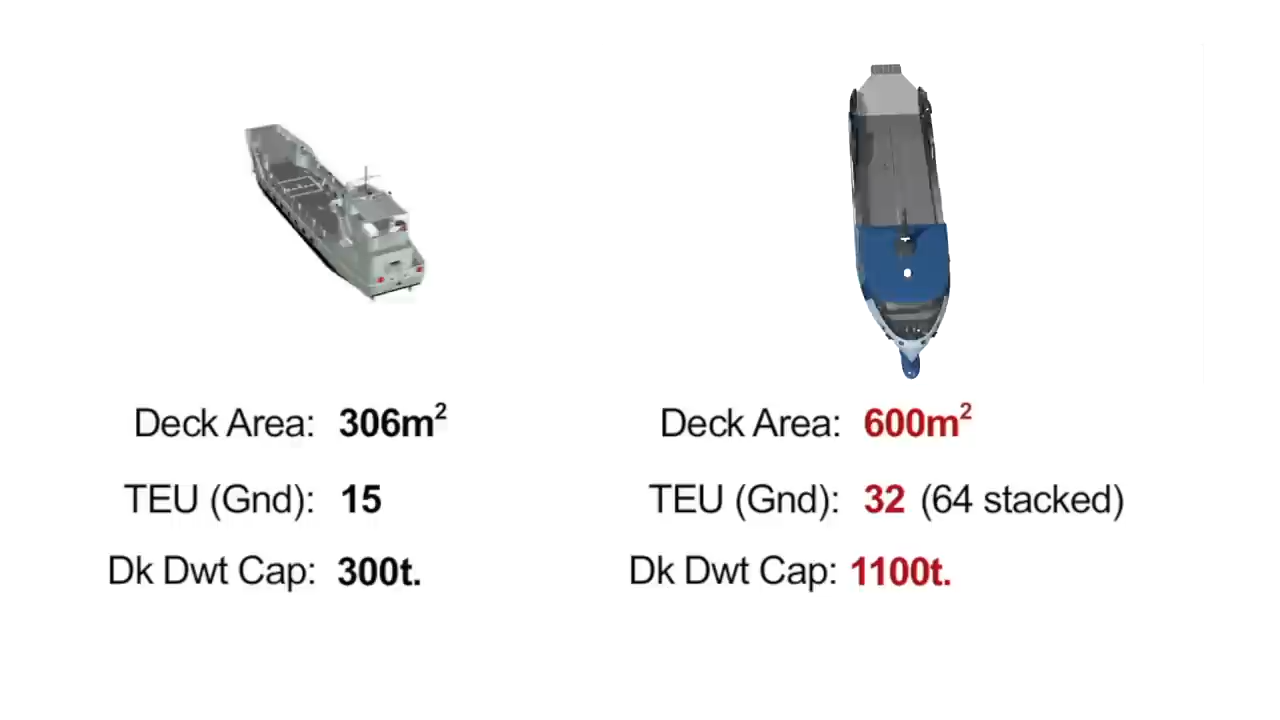 Deck Area: 306m²
TEU (Gnd): 15
Dk Dwt Cap: 300t.
Deck Area: 600m²
TEU (Gnd): 32 (64 stacked)
Dk Dwt Cap: 1100t.